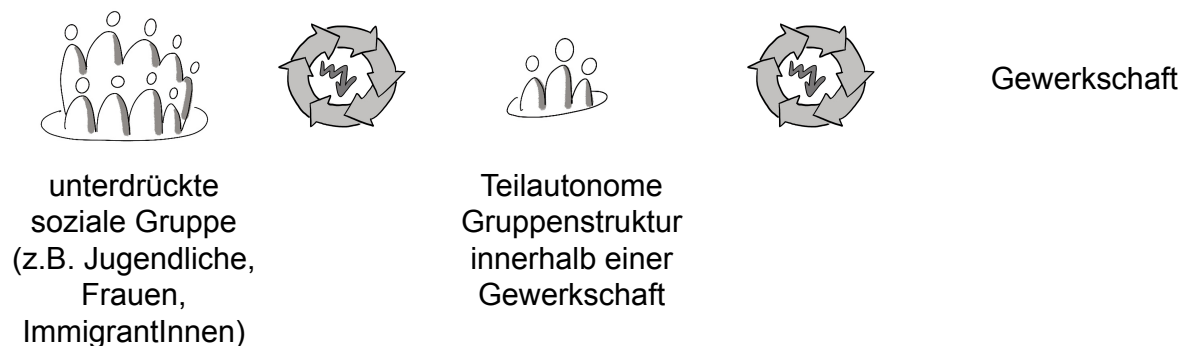 Gewerkschaft
unterdrückte
soziale Gruppe
(z.B. Jugendliche,
Frauen,
ImmigrantInnen)
Teilautonome
Gruppenstruktur
innerhalb einer
Gewerkschaft